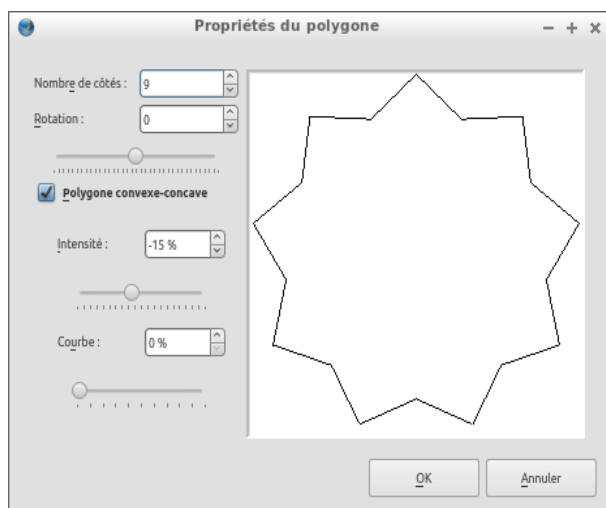 Propriétés du polygone
Nombre de côtés :
9
Rotation :
0
Polygone convexe-concave
Intensité :
-15 %
Courbe :
0 %
OK
Annuler